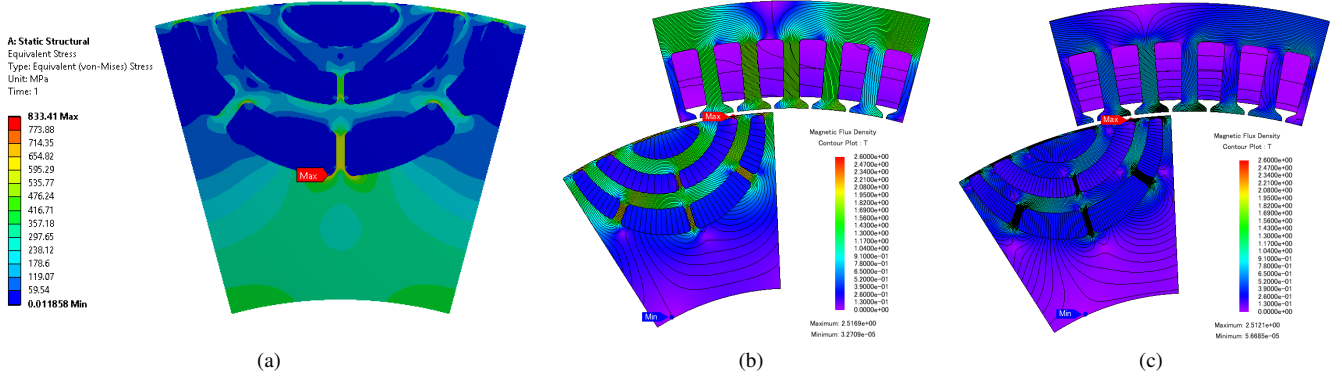 A: Static Structural
Equivalent Stress
Type: Equivalent (von-Mises) Stress
Unit: MPa
Time: 1
833.41 Max
773.88
714.35
654.82
595.29
535.77
476.24
416.71
357.18
297.65
238.12
178.6
119.07
59.54
0.011858 Min
Max
(a)
Max
Magnetic Flux Density
Contour Plot : T
2.6000e+00
2.4700e+00
2.3400e+00
2.2100e+00
2.0800e+00
1.9500e+00
1.8200e+00
1.6900e+00
1.5600e+00
1.4300e+00
1.3000e+00
1.1700e+00
1.0400e+00
9.1000e-01
7.8000e-01
6.5000e-01
5.2000e-01
3.9000e-01
2.6000e-01
1.3000e-01
0.0000e+00
Maximum: 2.5169e+00
Minimum: 3.2709e-05
Min
(b)
Max
Magnetic Flux Density
Contour Plot : T
2.6000e+00
2.4700e+00
2.3400e+00
2.2100e+00
2.0800e+00
1.9500e+00
1.8200e+00
1.6900e+00
1.5600e+00
1.4300e+00
1.3000e+00
1.1700e+00
1.0400e+00
9.1000e-01
7.8000e-01
6.5000e-01
5.2000e-01
3.9000e-01
2.6000e-01
1.3000e-01
0.0000e+00
Maximum: 2.5121e+00
Minimum: 5.6685e-05
Min
(c)